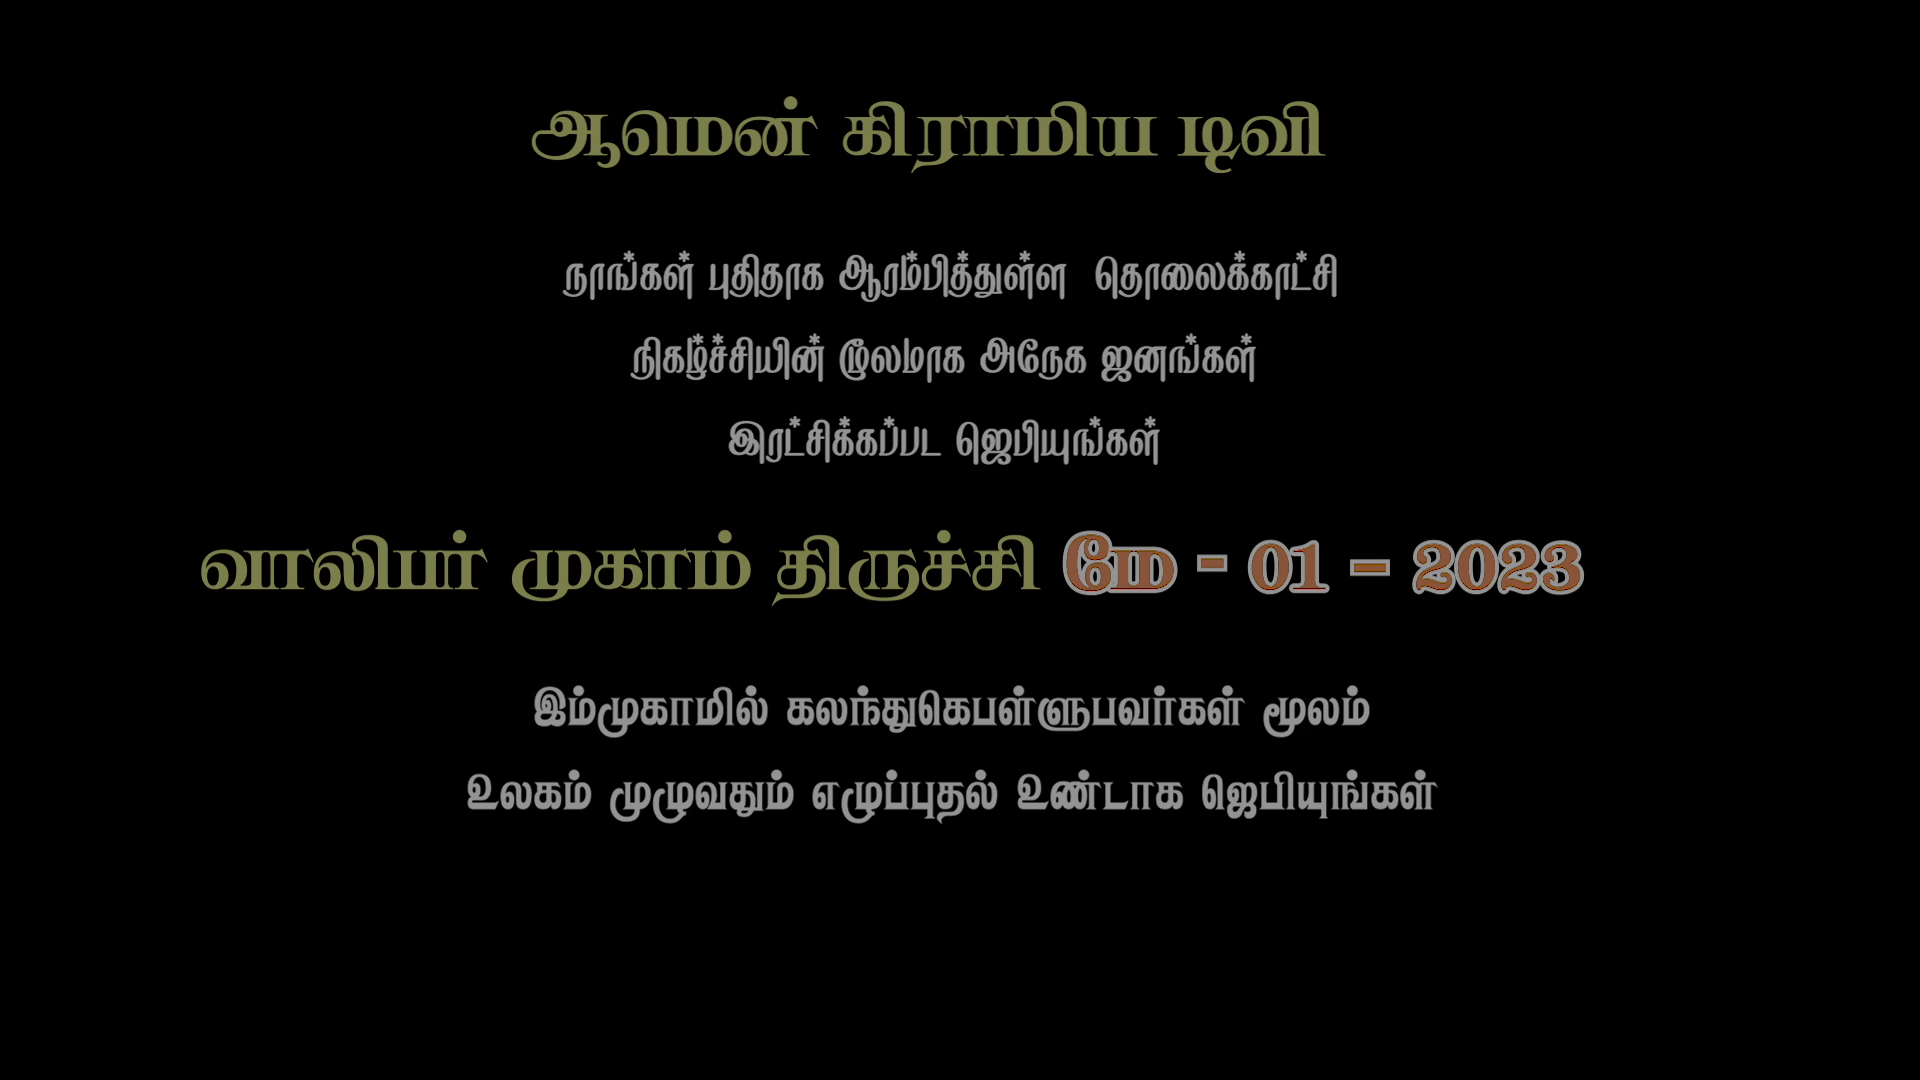 ஆமென் கிராமிய டிவி
நாங்கள் புதிதாக ஆரம்பித்துள்ள தொலைக்காட்சி
நிகழ்ச்சியின் மூலமாக அநேக ஜனங்கள்
இரட்சிக்கப்பட ஜெபியுங்கள்
வாலிபர் முகாம் திருச்சி மே - 01 – 2023
இம்முகாமில் கலந்துகெபள்ளுபவர்கள் மூலம்
உலகம் முழுவதும் எழுப்புதல் உண்டாக ஜெபியுங்கள்